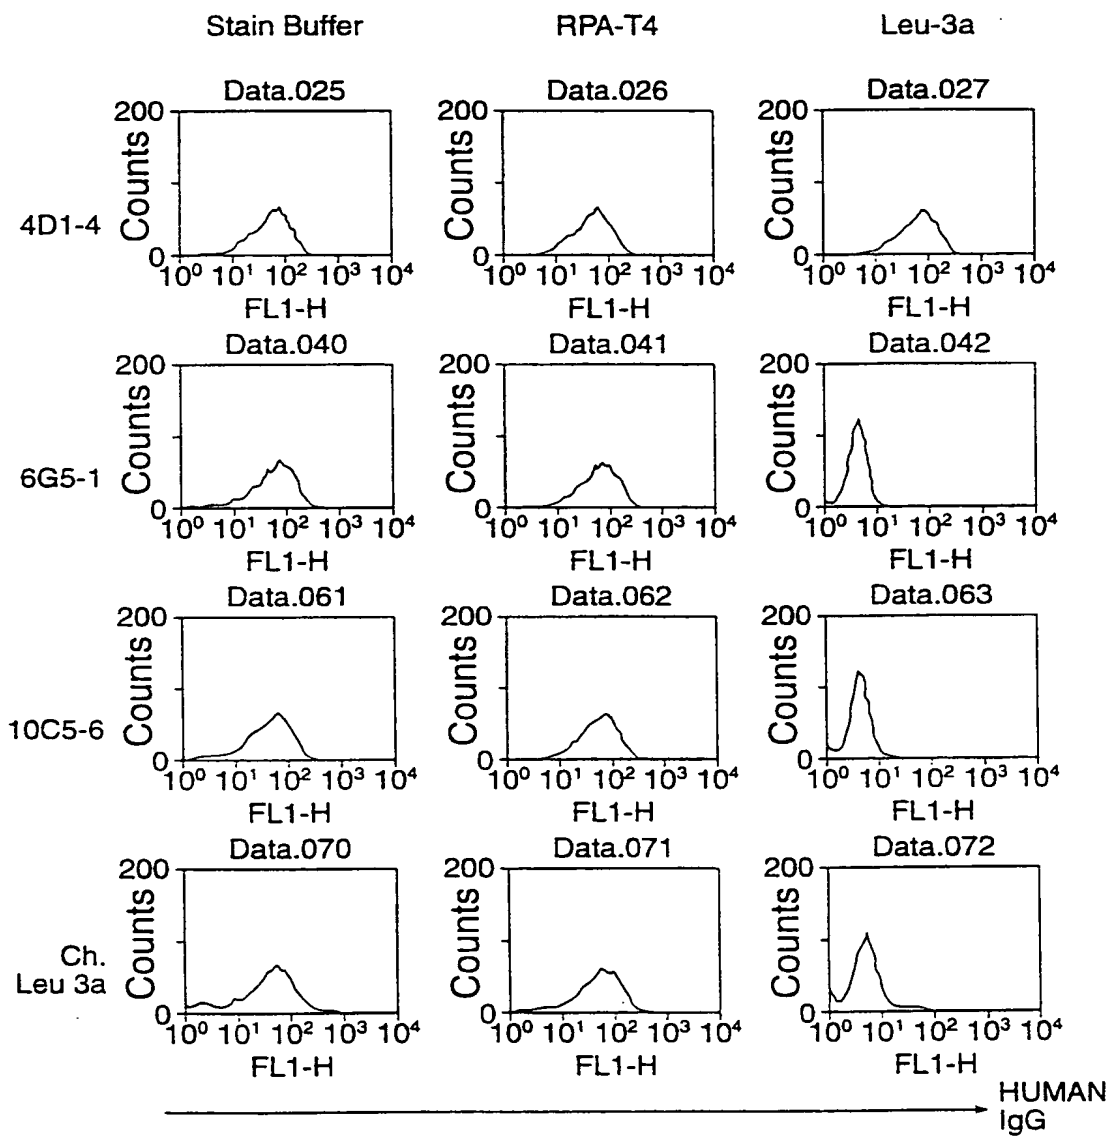 Stain Buffer RPA-T4 Leu-3a
Data.025 Data.026 Data.027
200 200 200
Counts Counts Counts
4D1-4
0 0 0
10⁰ 10¹ 10² 10³ 10⁴ 10⁰ 10¹ 10² 10³ 10⁴ 10⁰ 10¹ 10² 10³ 10⁴
FL1-H FL1-H FL1-H
Data.040 Data.041 Data.042
200 200 200
Counts Counts Counts
6G5-1
0 0 0
10⁰ 10¹ 10² 10³ 10⁴ 10⁰ 10¹ 10² 10³ 10⁴ 10⁰ 10¹ 10² 10³ 10⁴
FL1-H FL1-H FL1-H
Data.061 Data.062 Data.063
200 200 200
Counts Counts Counts
10C5-6
0 0 0
10⁰ 10¹ 10² 10³ 10⁴ 10⁰ 10¹ 10² 10³ 10⁴ 10⁰ 10¹ 10² 10³ 10⁴
FL1-H FL1-H FL1-H
Data.070 Data.071 Data.072
200 200 200
Counts Counts Counts
Ch.
Leu 3a
0 0 0
10⁰ 10¹ 10² 10³ 10⁴ 10⁰ 10¹ 10² 10³ 10⁴ 10⁰ 10¹ 10² 10³ 10⁴
FL1-H FL1-H FL1-H
HUMAN
IgG